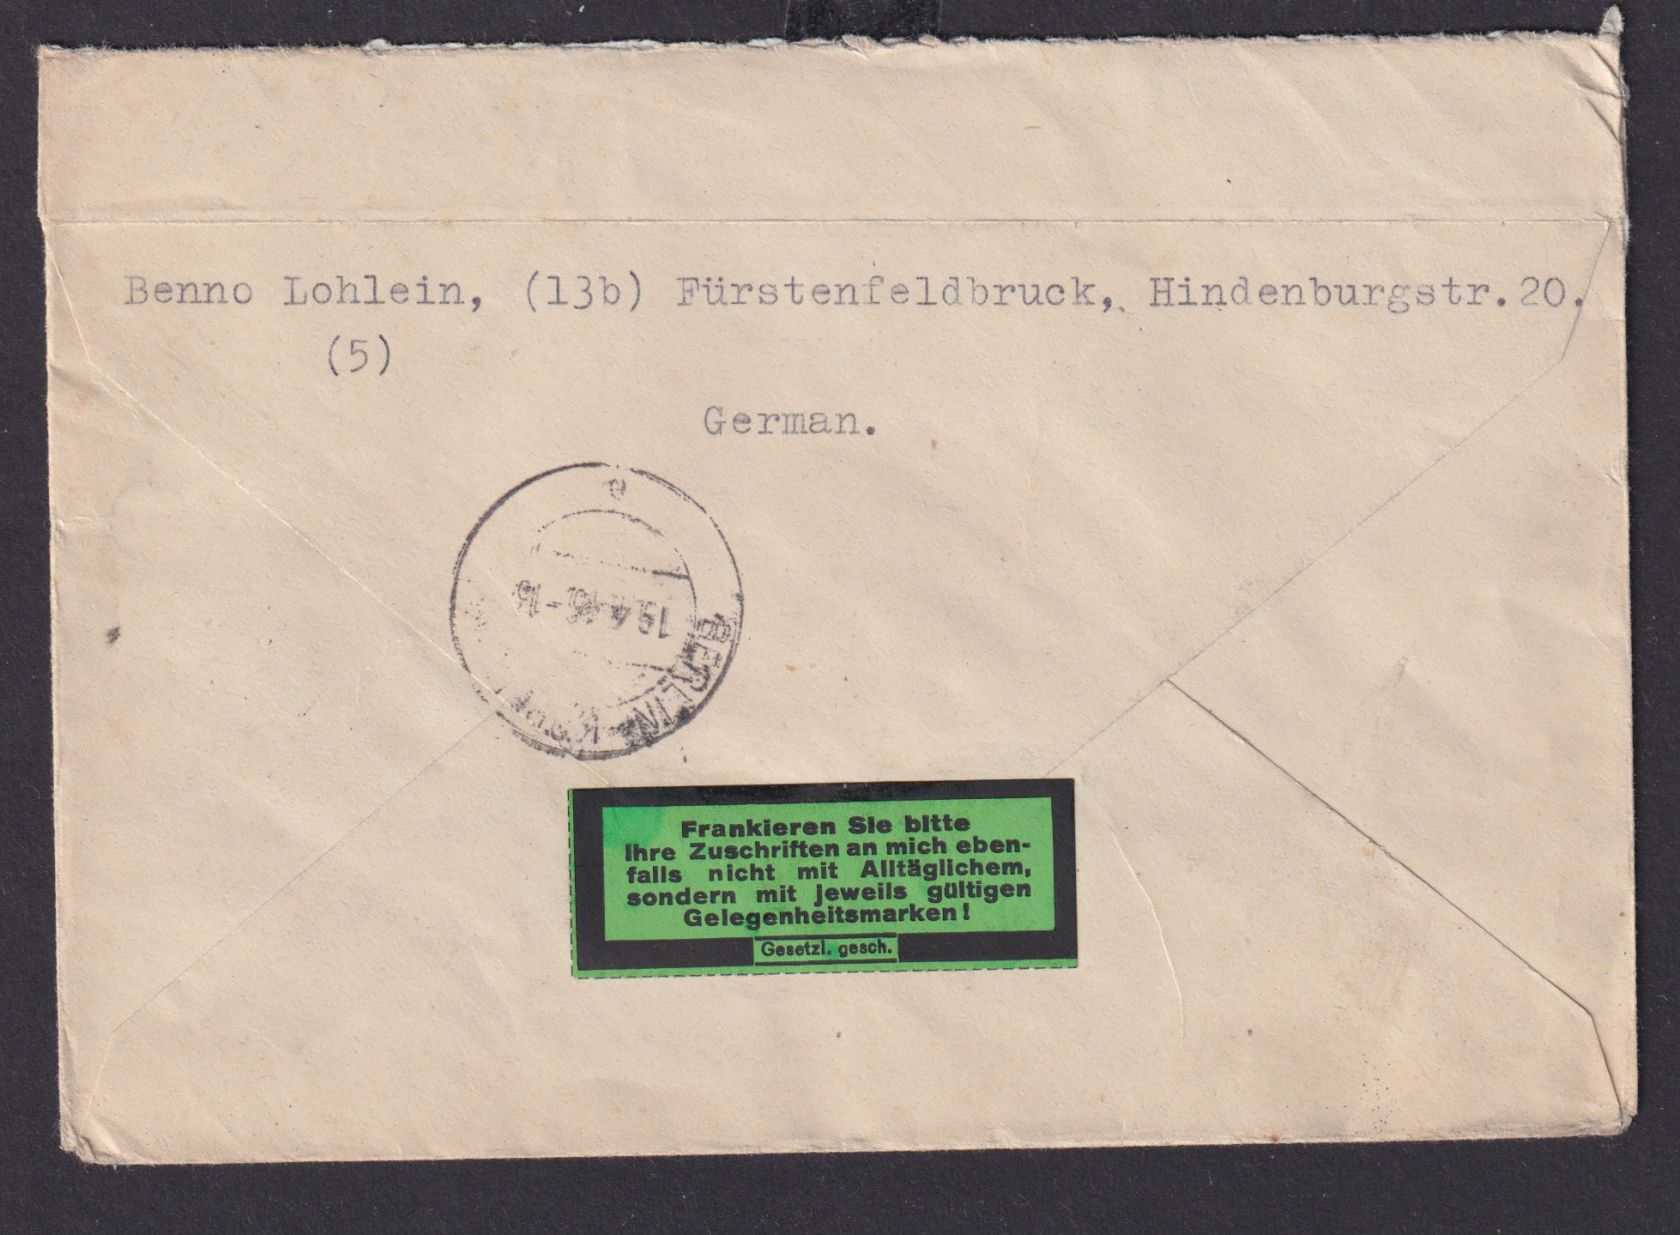 Benno Lohlein, (13b) Fürstenfeldbruck, Hindenburgstr.20.
(5)
German.
e
BERLIN
Frankieren Sie bitte
Ihre Zuschriften an mich eben-
falls nicht mit Alltäglichem,
sondern mit jeweils gültigen
Gelegenheitsmarken!
Gesetzl. gesch.